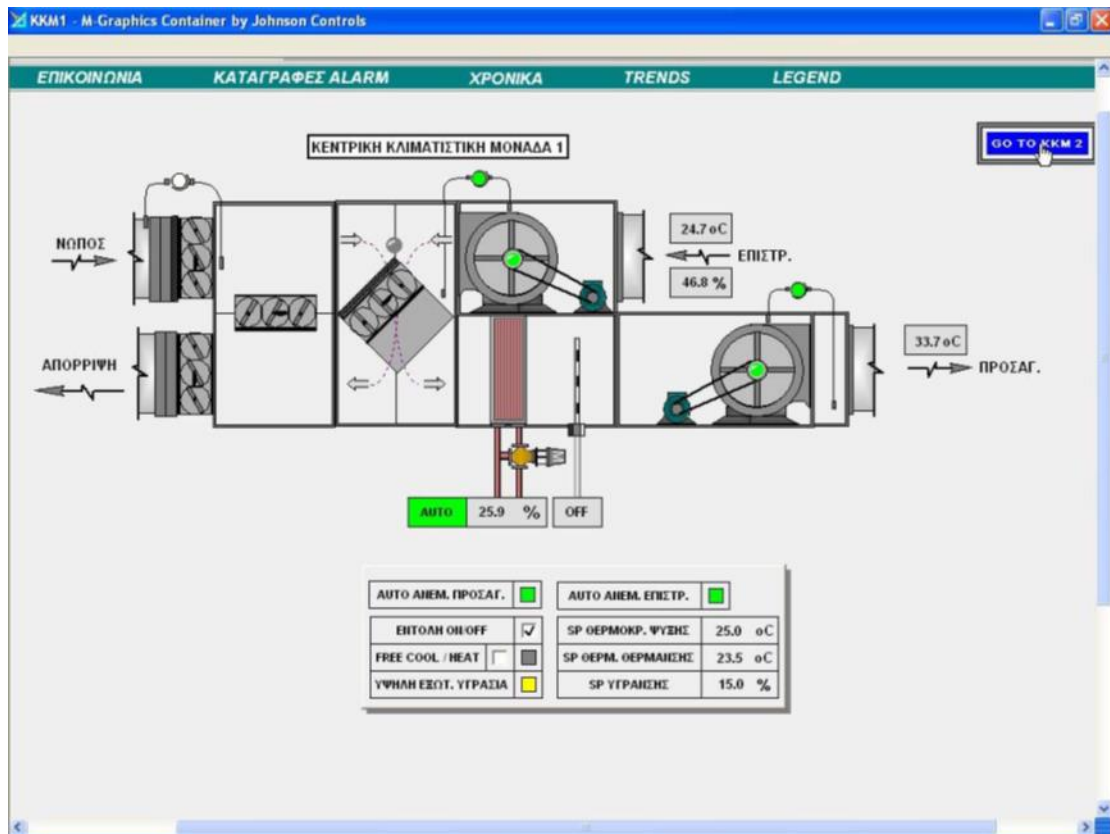 KKM1 - M-Graphics Container by Johnson Controls
ΕΠΙΚΟΙΝΩΝΙΑ ΚΑΤΑΓΡΑΦΕΣ ALARM ΧΡΟΝΙΚΑ TRENDS LEGEND
ΚΕΝΤΡΙΚΗ ΚΛΙΜΑΤΙΣΤΙΚΗ ΜΟΝΑΔΑ 1
GO TO KKM 2
ΝΩΠΟΣ
24.7 oC
ΕΠΙΣΤΡ.
46.8 %
ΑΠΟΡΡΙΨΗ
33.7 oC
ΠΡΟΣΑΓ.
AUTO 25.9 % OFF
AUTO ΑΝΕΜ. ΠΡΟΣΑΓ. AUTO ΑΝΕΜ. ΕΠΙΣΤΡ.
ΕΝΤΟΛΗ ON/OFF SP ΘΕΡΜΟΚΡ. ΨΥΞΗΣ 25.0 oC
FREE COOL / HEAT SP ΘΕΡΜ. ΘΕΡΜΑΝΣΗΣ 23.5 oC
ΥΨΗΛΗ ΕΞΩΤ. ΥΓΡΑΣΙΑ SP ΥΓΡΑΝΣΗΣ 15.0 %